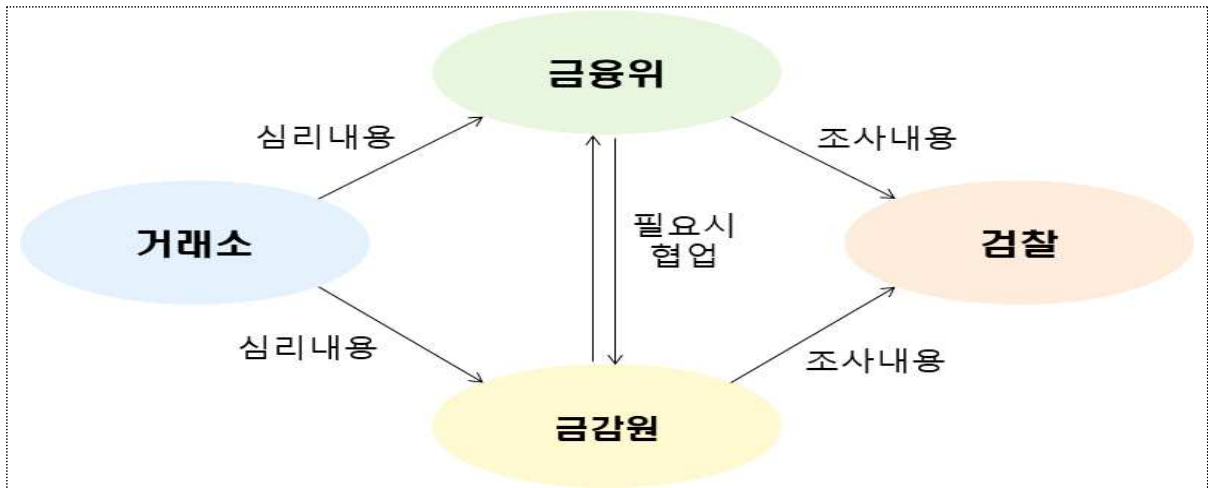 금융위
심리내용
조사내용
거래소
필요시
협업
검찰
심리내용
조사내용
금감원